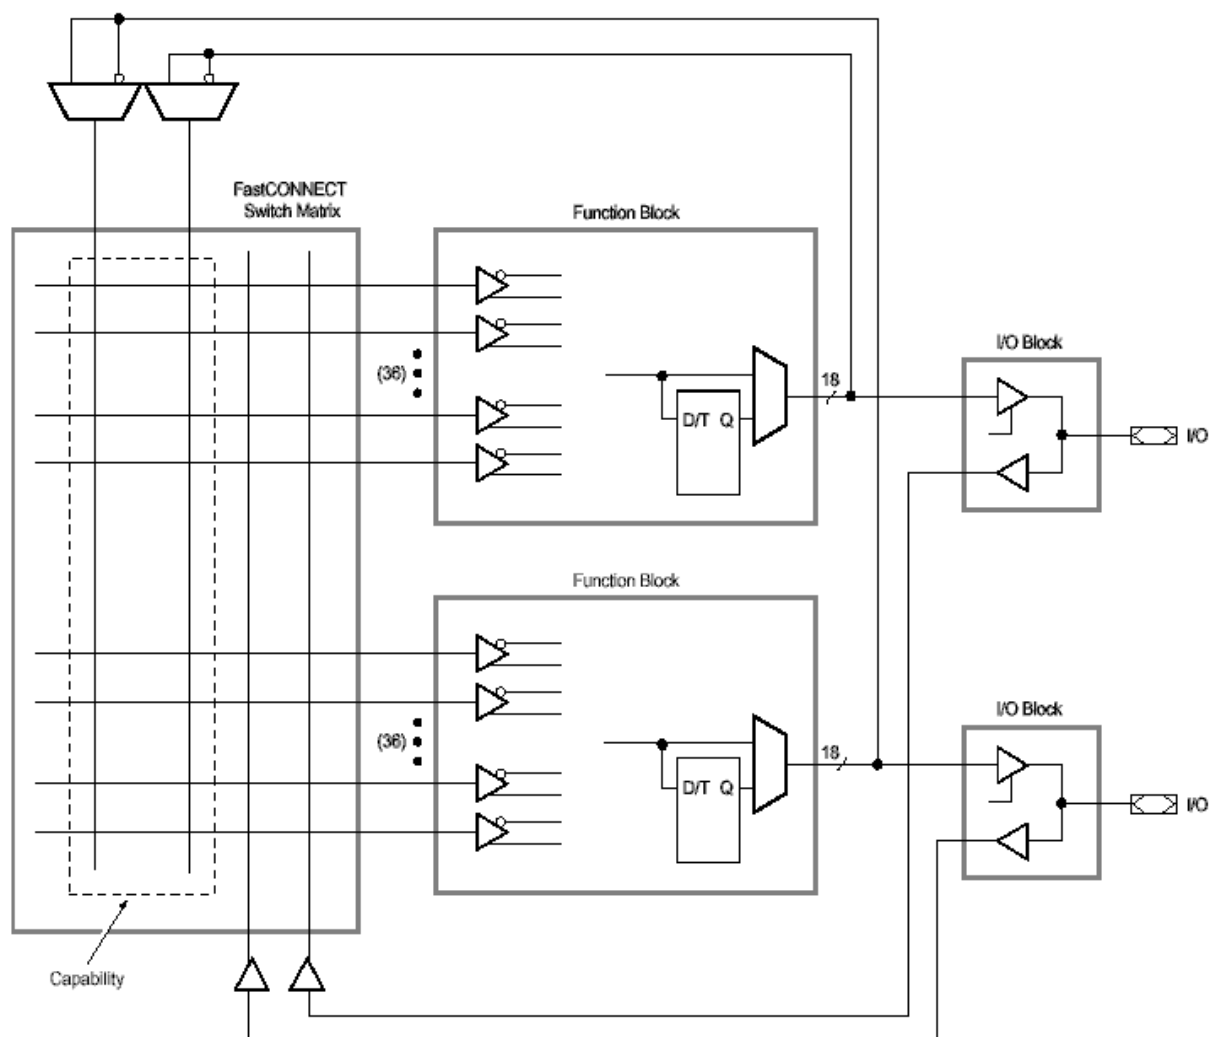 FastCONNECT
Switch Matrix
Function Block
(36)
D/T Q
18
I/O Block
I/O
Function Block
(36)
D/T Q
18
I/O Block
I/O
Capability